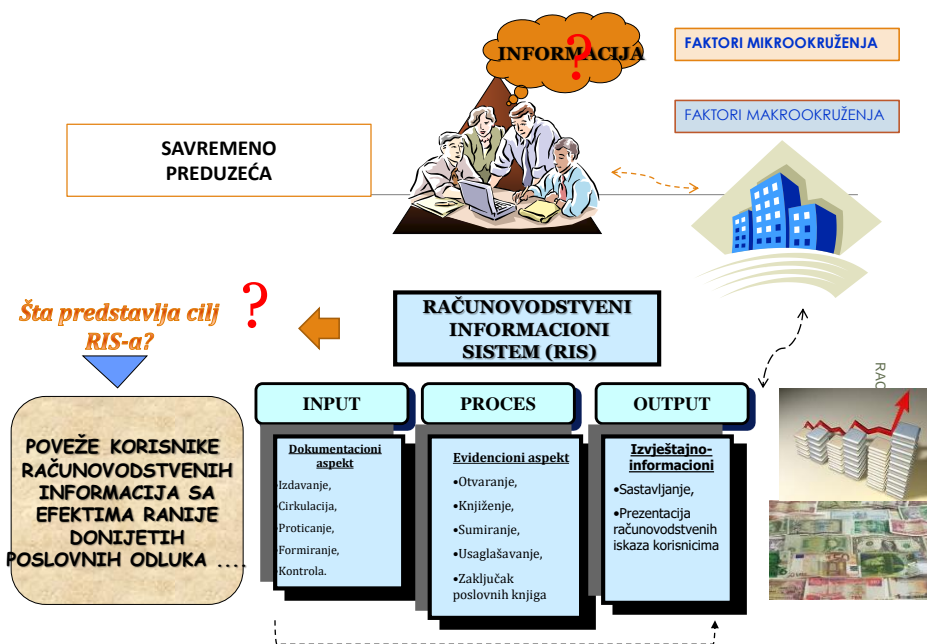 INFORMACIJA
?
FAKTORI MIKROOKRUŽENJA
FAKTORI MAKROOKRUŽENJA
SAVREMENO
PREDUZEĆA
Šta predstavlja cilj
RIS-a?
?
RAČUNOVODSTVENI
INFORMACIONI
SISTEM (RIS)
POVEŽE KORISNIKE
RAČUNOVODSTVENIH
INFORMACIJA SA
EFEKTIMA RANIJE
DONIJETIH
POSLOVNIH ODLUKA ....
INPUT
Dokumentacioni
aspekt
•Izdavanje,
•Cirkulacija,
•Proticanje,
•Formiranje,
•Kontrola.
PROCES
Evidencioni aspekt
•Otvaranje,
•Knjiženje,
•Sumiranje,
•Usaglašavanje,
•Zaključak
poslovnih knjiga
OUTPUT
Izvještajno-
informacioni
•Sastavljanje,
•Prezentacija
računovodstvenih
iskaza korisnicima